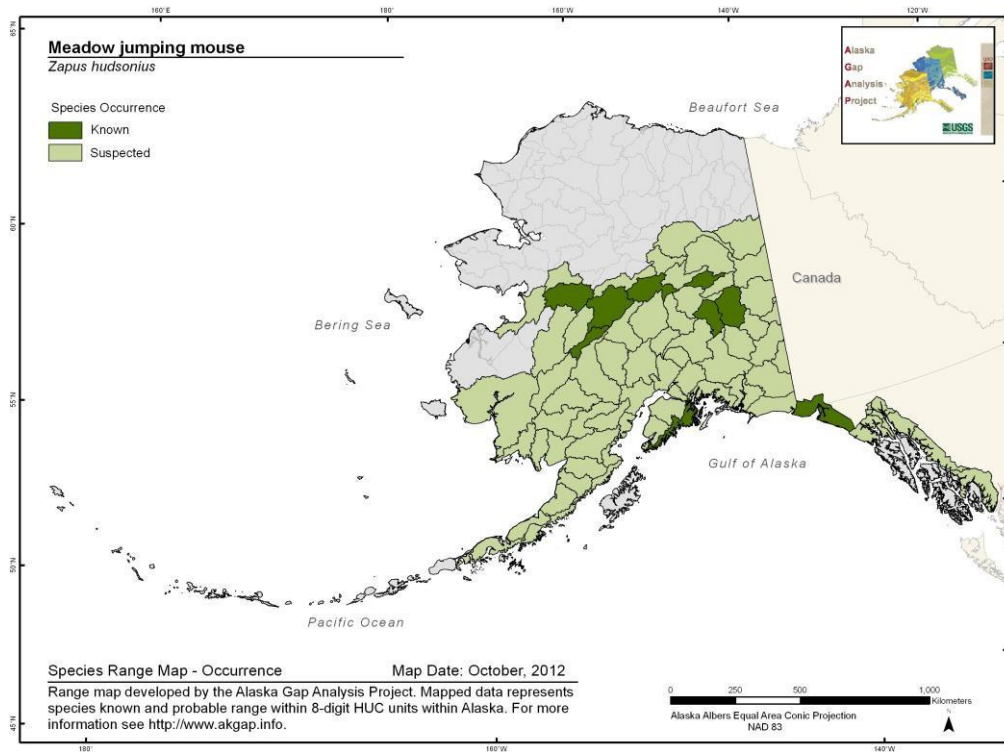 160°E
160°W
140°W
120°W
65°N
60°N
55°N
50°N
45°N
Meadow jumping mouse
Zapus hudsonius
Species Occurrence
Known
Suspected
Beaufort Sea
Alaska
Gap
Analysis
Project
USGS
Canada
Bering Sea
Gulf of Alaska
Pacific Ocean
Species Range Map - Occurrence Map Date: October, 2012
Range map developed by the Alaska Gap Analysis Project. Mapped data represents
species known and probable range within 8-digit HUC units within Alaska. For more
information see http://www.akgap.info.
0 250 500 1,000
Kilometers
Alaska Albers Equal Area Conic Projection
NAD 83
N
180°
160°W
140°W